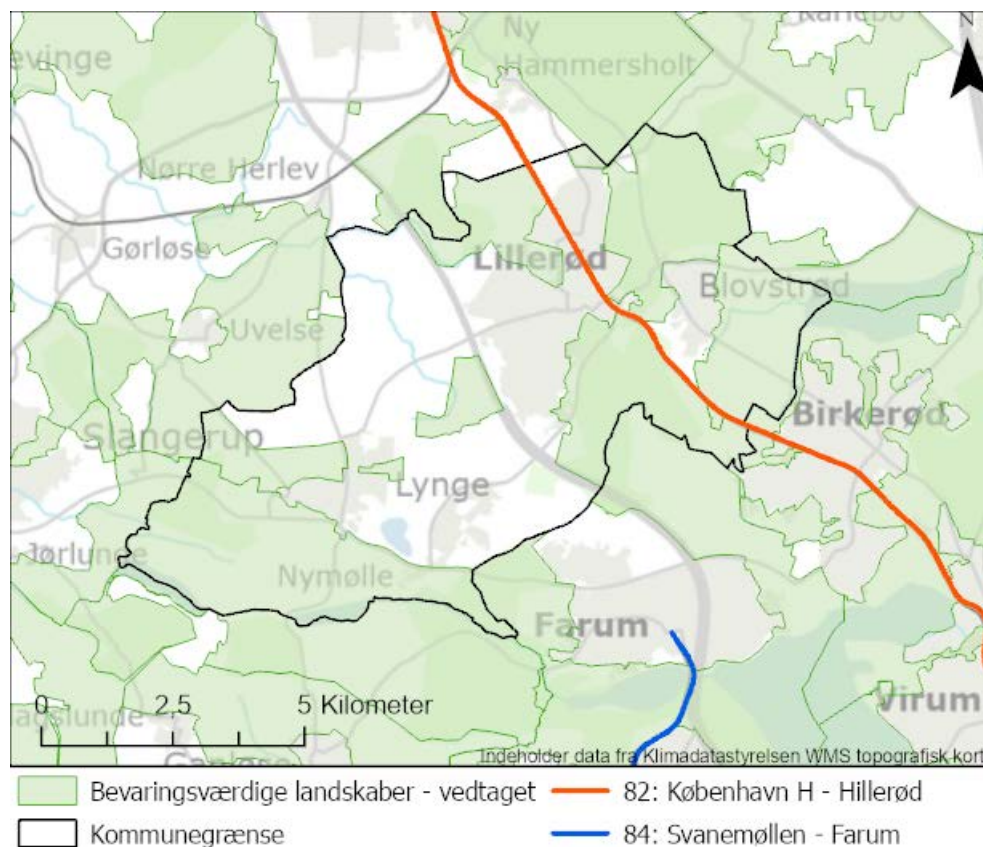 Ny
Hammersholt
Nørre Herlev
Gørløse
Lillerød
Blovstrød
Uvelse
Birkerød
Slangerup
Lynge
Jørlunde
Nymølle
Farum
Virum
0 2,5 5 Kilometer
Indeholder data fra Klimadatastyrelsen WMS topografisk kort
Bevaringsværdige landskaber - vedtaget
82: København H - Hillerød
Kommunegrænse
84: Svanemøllen - Farum